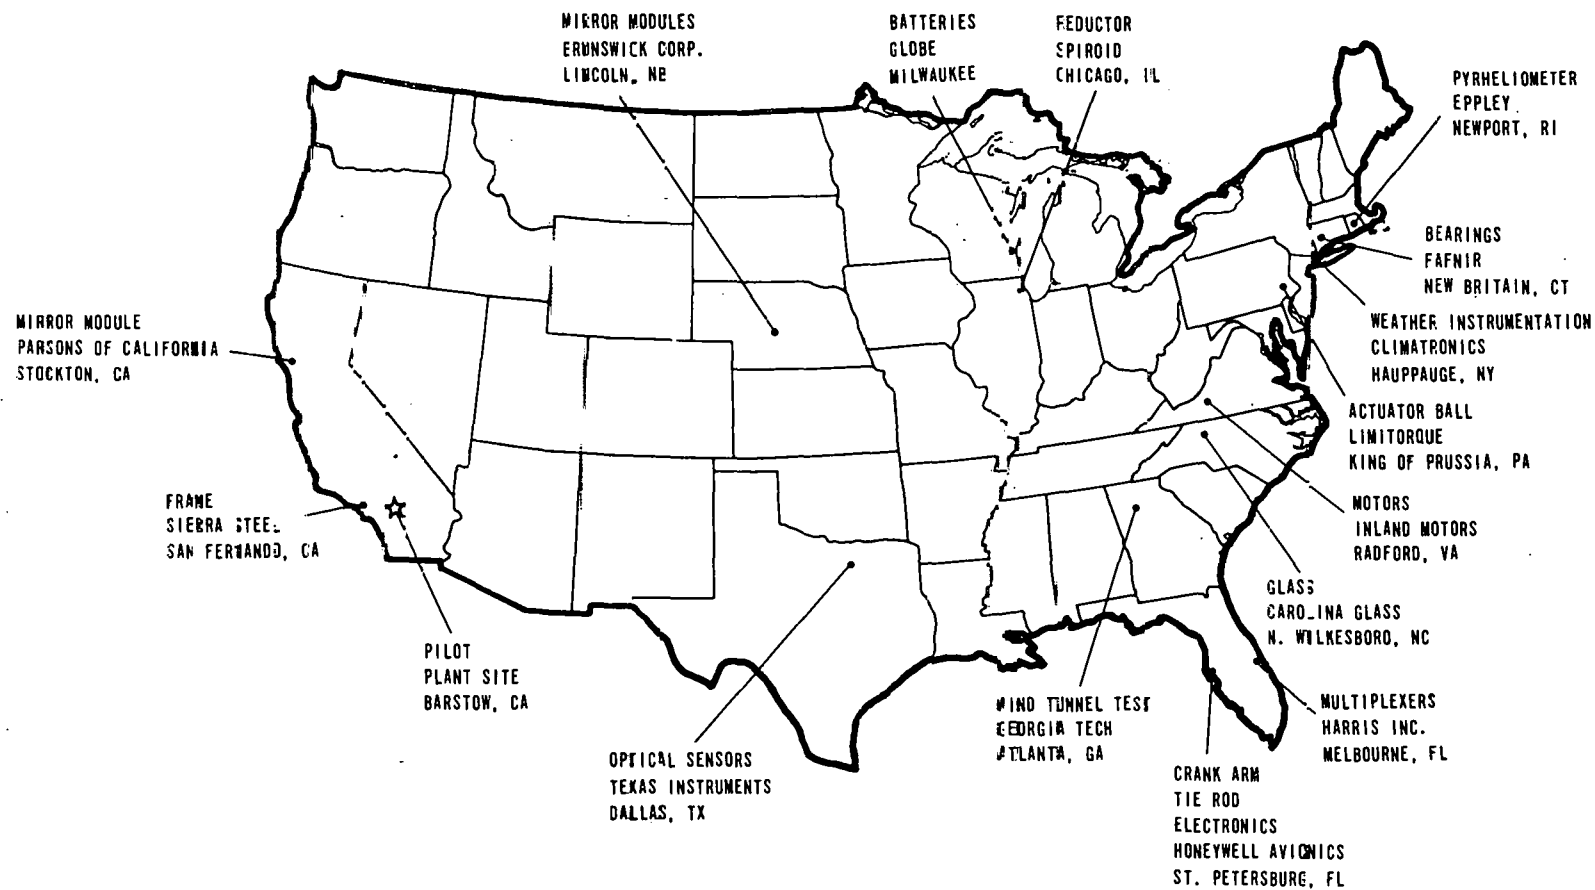 MIRROR MODULES
BRUNSWICK CORP.
LINCOLN, NB
BATTERIES
GLOBE
MILWAUKEE
REDUCTOR
SPIROID
CHICAGO, IL
PYRHELIOMETER
EPPLEY
NEWPORT, RI
BEARINGS
FAFNIR
NEW BRITAIN, CT
WEATHER INSTRUMENTATION
CLIMATRONICS
HAUPPAUGE, NY
ACTUATOR BALL
LIMITORQUE
KING OF PRUSSIA, PA
MOTORS
INLAND MOTORS
RADFORD, VA
GLASS
CAROLINA GLASS
N. WILKESBORO, NC
MULTIPLEXERS
HARRIS INC.
MELBOURNE, FL
CRANK ARM
TIE ROD
ELECTRONICS
HONEYWELL AVIONICS
ST. PETERSBURG, FL
WIND TUNNEL TEST
GEORGIA TECH
ATLANTA, GA
OPTICAL SENSORS
TEXAS INSTRUMENTS
DALLAS, TX
PILOT
PLANT SITE
BARSTOW, CA
FRAME
SIERRA STEEL
SAN FERNANDO, CA
MIRROR MODULE
PARSONS OF CALIFORNIA
STOCKTON, CA